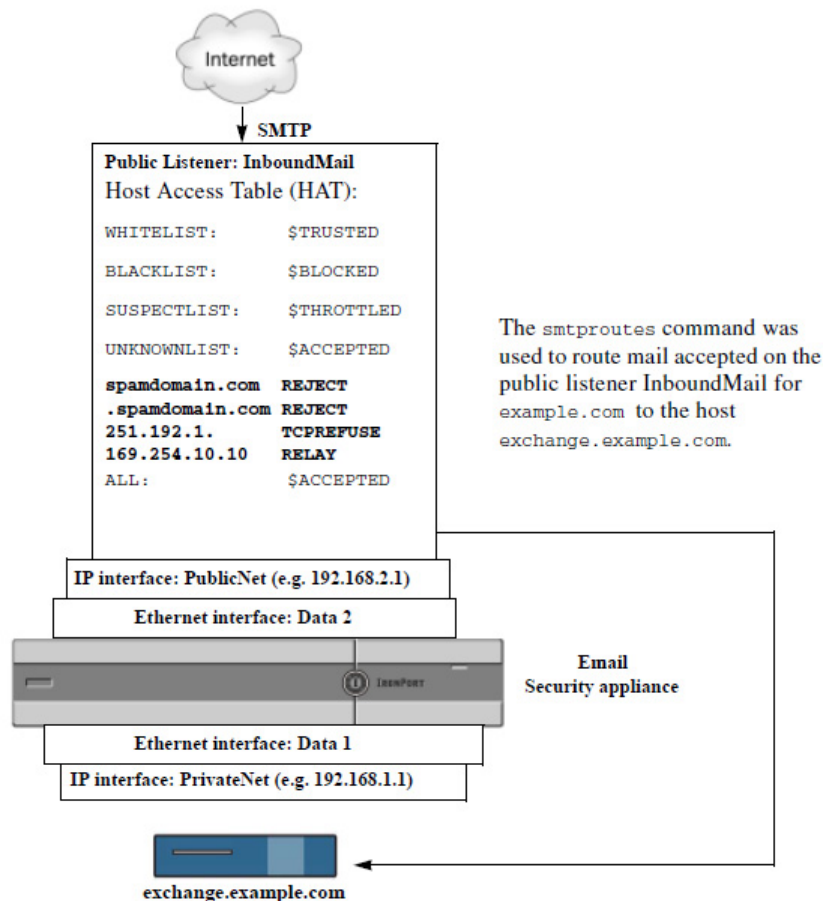 Internet
SMTP
Public Listener: InboundMail
Host Access Table (HAT):
WHITELIST: $TRUSTED
BLACKLIST: $BLOCKED
SUSPECTLIST: $THROTTLED
UNKNOWNLIST: $ACCEPTED
spamdomain.com REJECT
.spamdomain.com REJECT
251.192.1. TCPREFUSE
169.254.10.10 RELAY
ALL: $ACCEPTED
The smtproutes command was
used to route mail accepted on the
public listener InboundMail for
example.com to the host
exchange.example.com.
IP interface: PublicNet (e.g. 192.168.2.1)
Ethernet interface: Data 2
IRONPORT
Email
Security appliance
Ethernet interface: Data 1
IP interface: PrivateNet (e.g. 192.168.1.1)
exchange.example.com